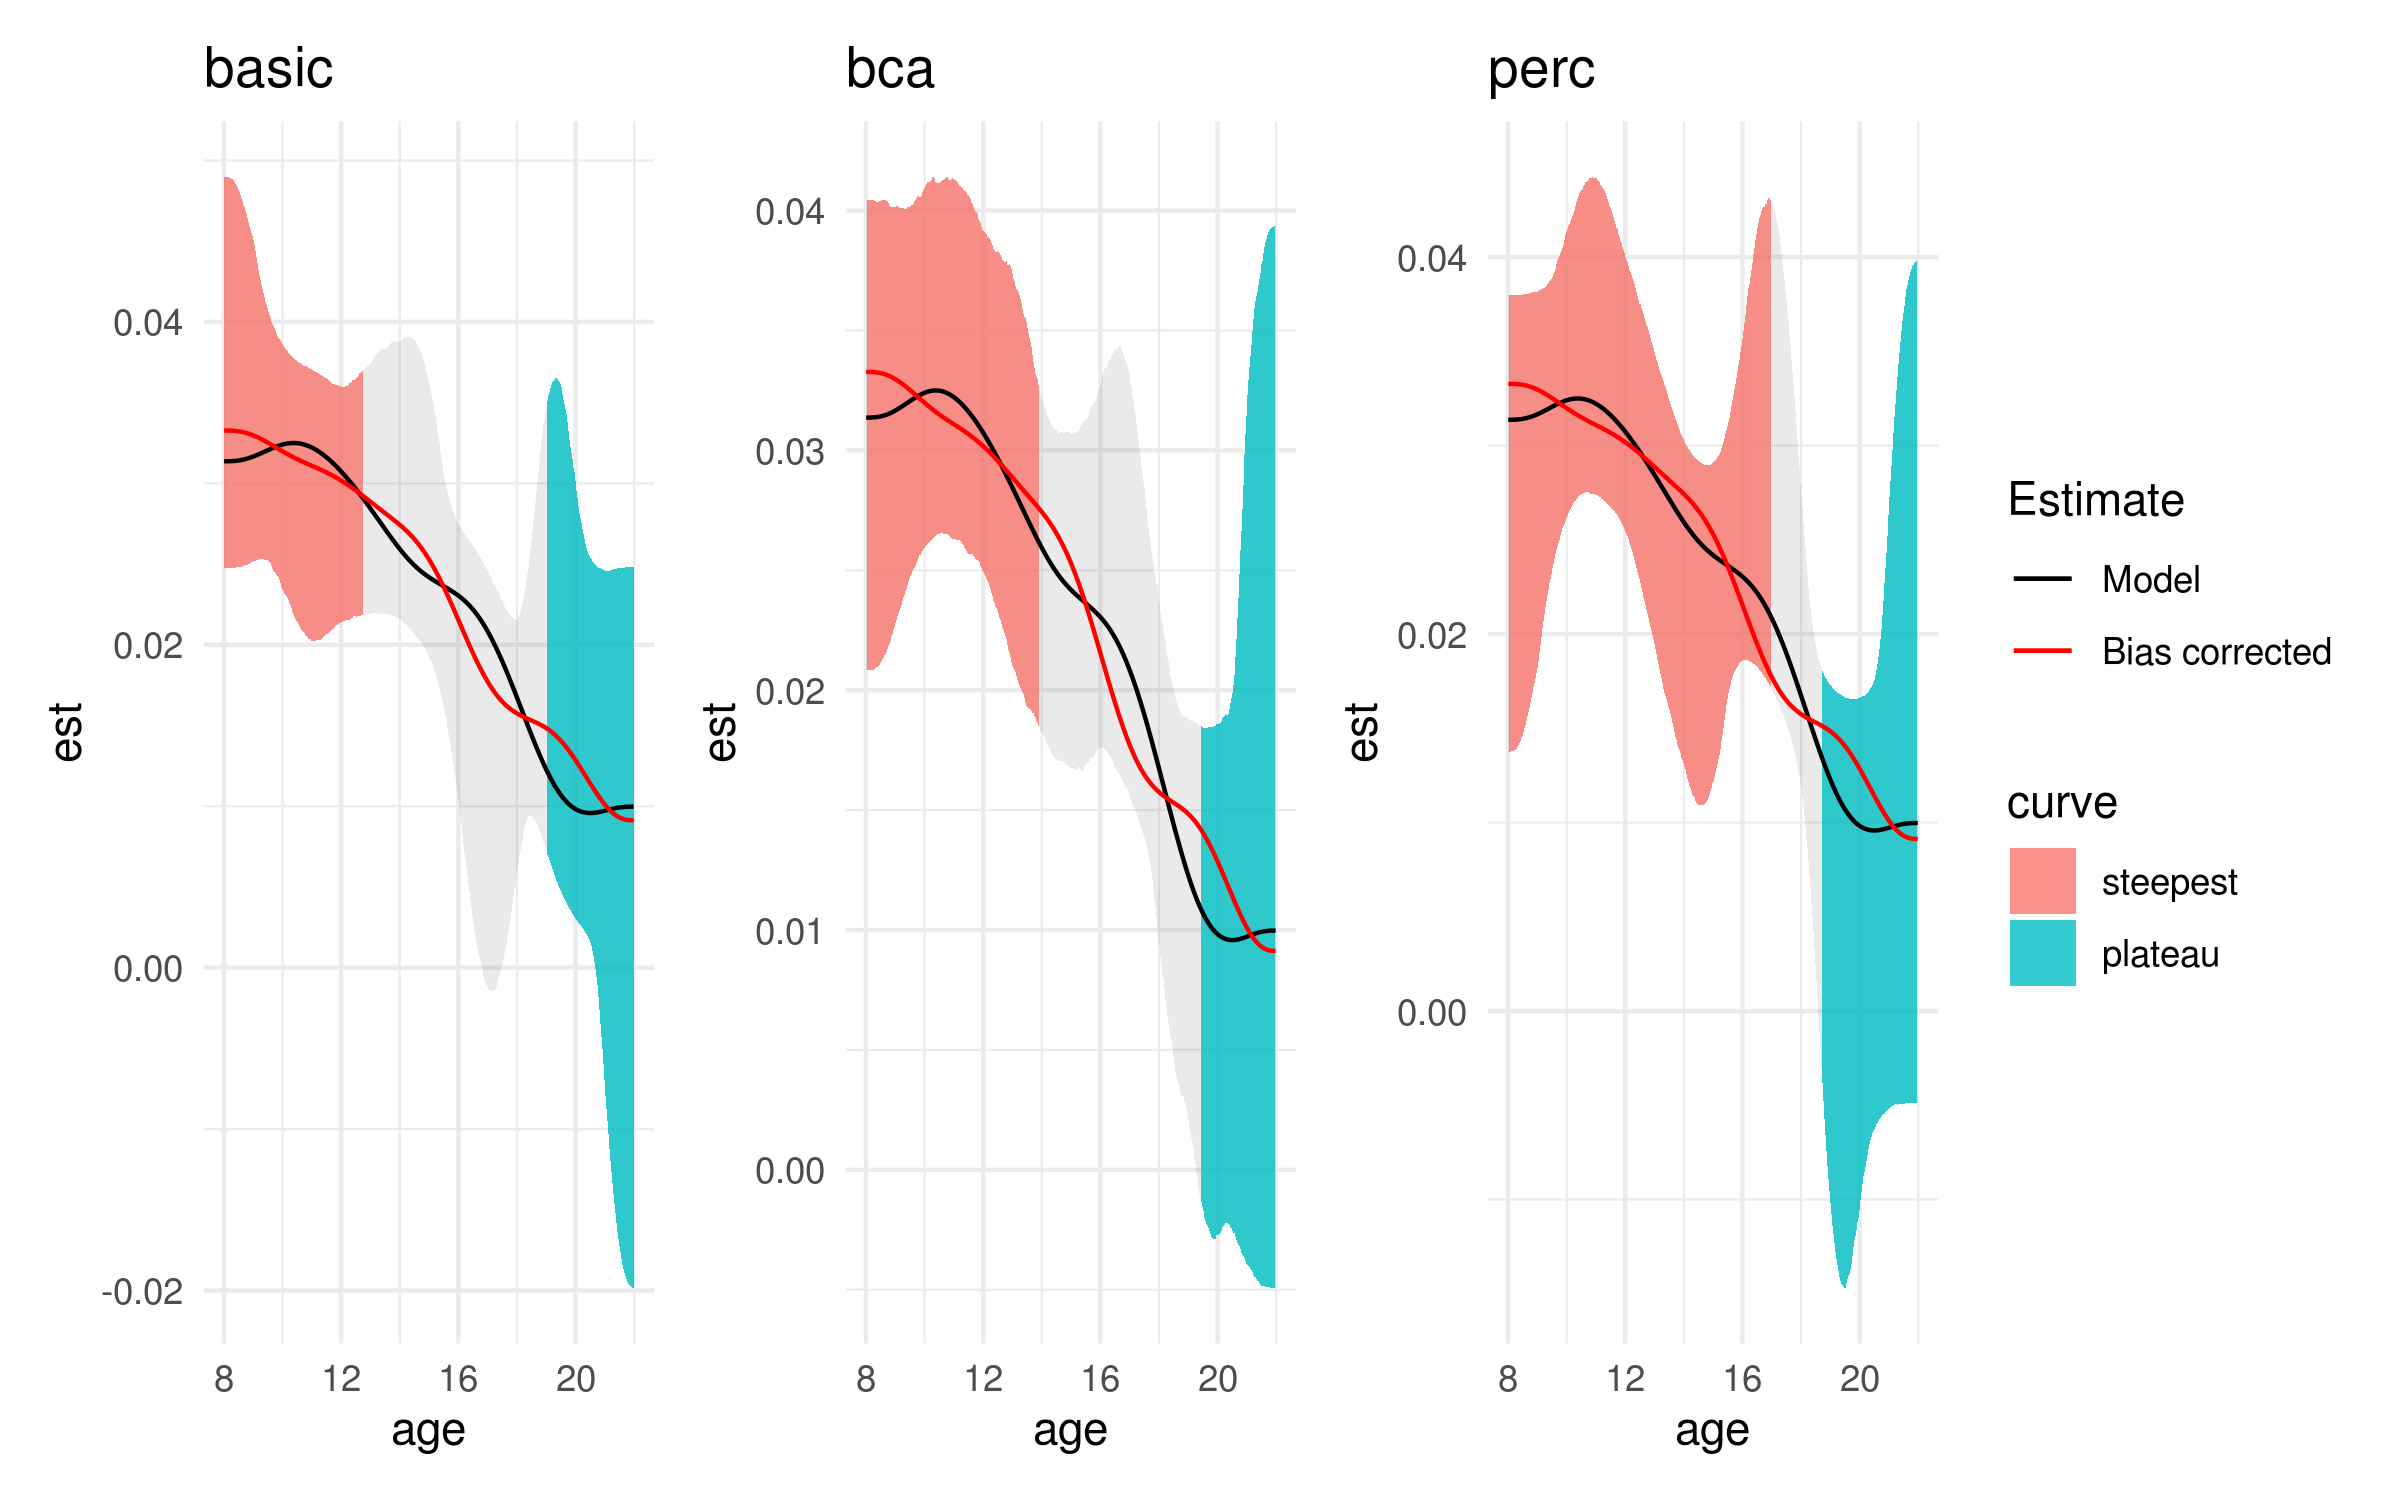 basic
bca
perc
0.04
0.02
0.00
-0.02
est
8 12 16 20
age
0.04
0.03
0.02
0.01
0.00
est
8 12 16 20
age
0.04
0.02
0.00
est
8 12 16 20
age
Estimate
Model
Bias corrected
curve
steepest
plateau